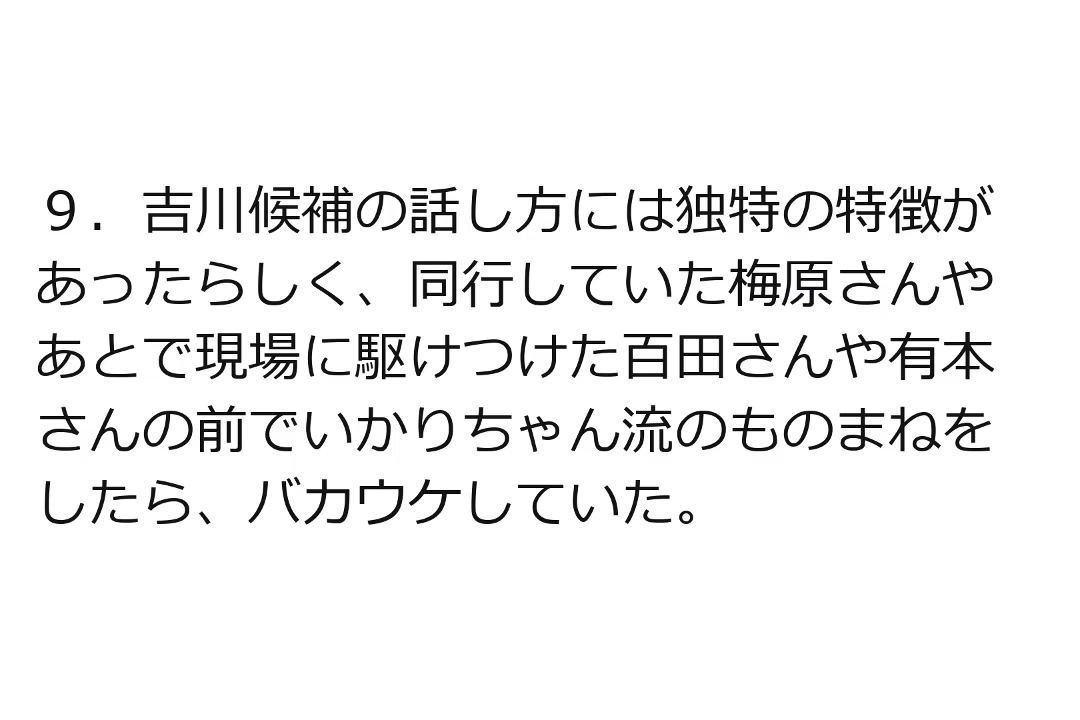 ９．吉川候補の話し方には独特の特徴が
あったらしく、同行していた梅原さんや
あとで現場に駆けつけた百田さんや有本
さんの前でいかりちゃん流のものまねを
したら、バカウケしていた。